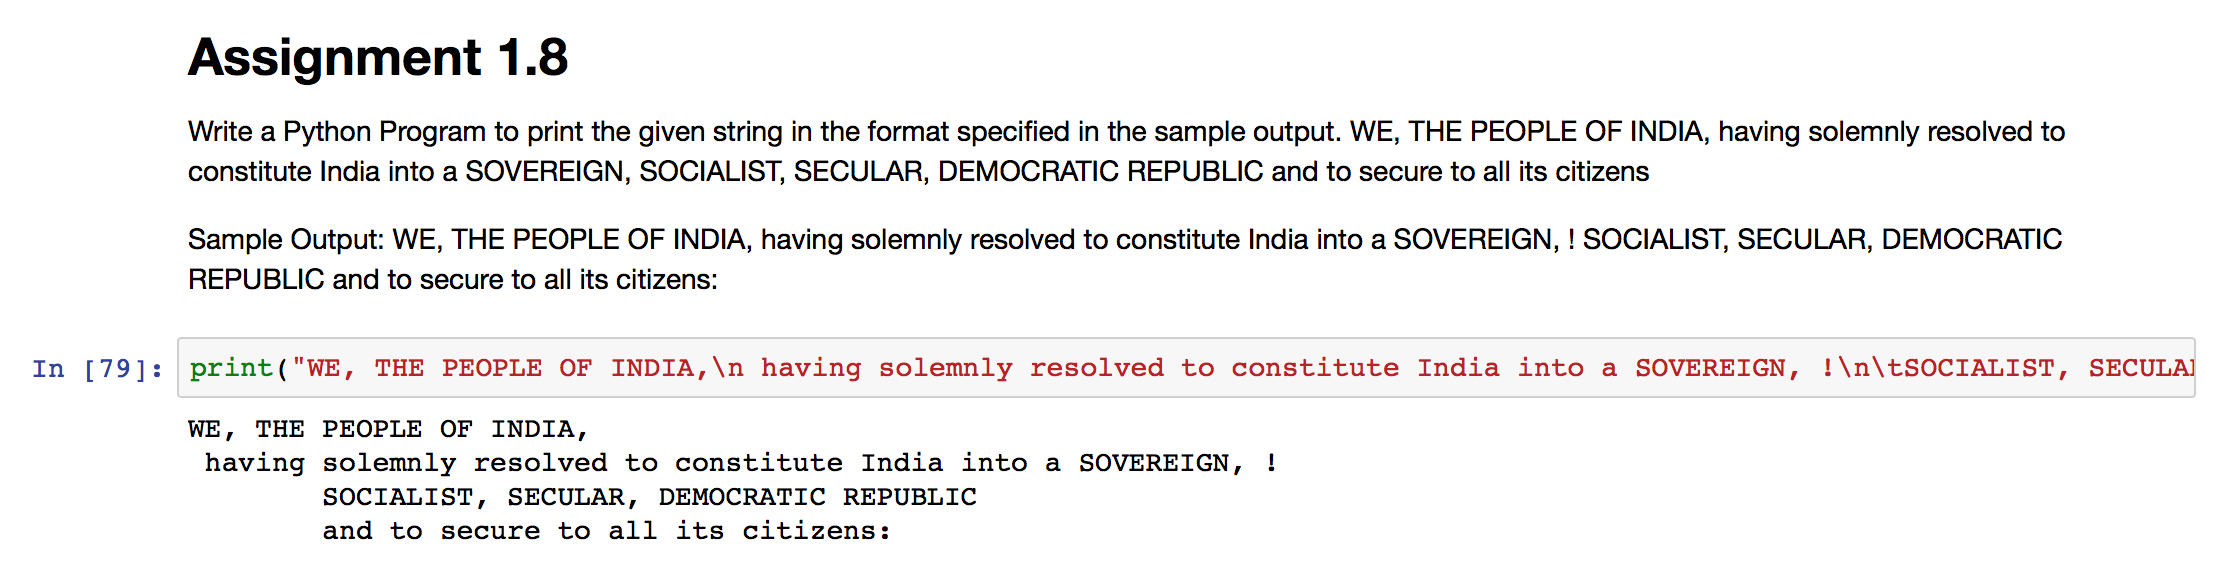 Assignment 1.8
Write a Python Program to print the given string in the format specified in the sample output. WE, THE PEOPLE OF INDIA, having solemnly resolved to
constitute India into a SOVEREIGN, SOCIALIST, SECULAR, DEMOCRATIC REPUBLIC and to secure to all its citizens
Sample Output: WE, THE PEOPLE OF INDIA, having solemnly resolved to constitute India into a SOVEREIGN, ! SOCIALIST, SECULAR, DEMOCRATIC
REPUBLIC and to secure to all its citizens:
In [79]: print("WE, THE PEOPLE OF INDIA,\n having solemnly resolved to constitute India into a SOVEREIGN, !\n\tSOCIALIST,
WE, THE PEOPLE OF INDIA,
 having solemnly resolved to constitute India into a SOVEREIGN, !
        SOCIALIST, SECULAR, DEMOCRATIC REPUBLIC
        and to secure to all its citizens: